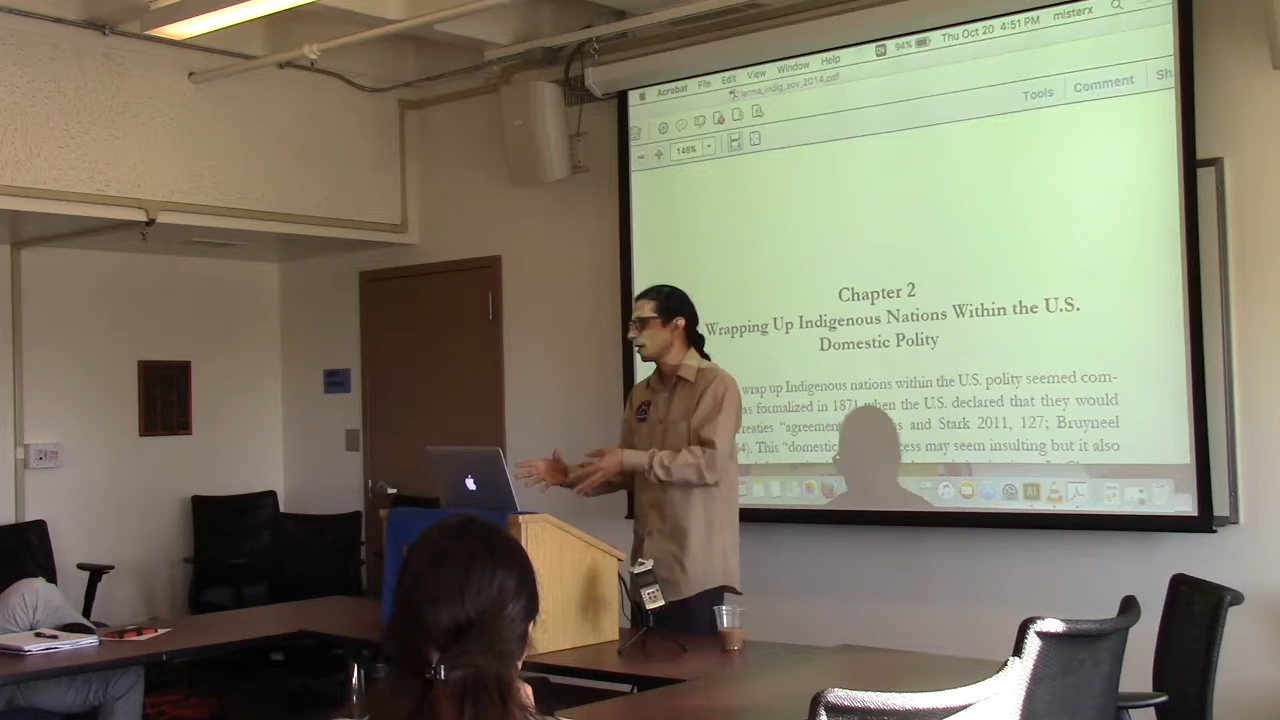 Acrobat File Edit View Window Help 94% Thu Oct 20 4:51 PM misterx
lerma_indig_sov_2014.pdf
Tools Comment Sh
148%
Chapter 2
Wrapping Up Indigenous Nations Within the U.S.
Domestic Polity
wrap up Indigenous nations within the U.S. polity seemed com-
as formalized in 1871 when the U.S. declared that they would
reaties “agreement and Stark 2011, 127; Bruyneel
4). This “domestic may seem insulting but it also